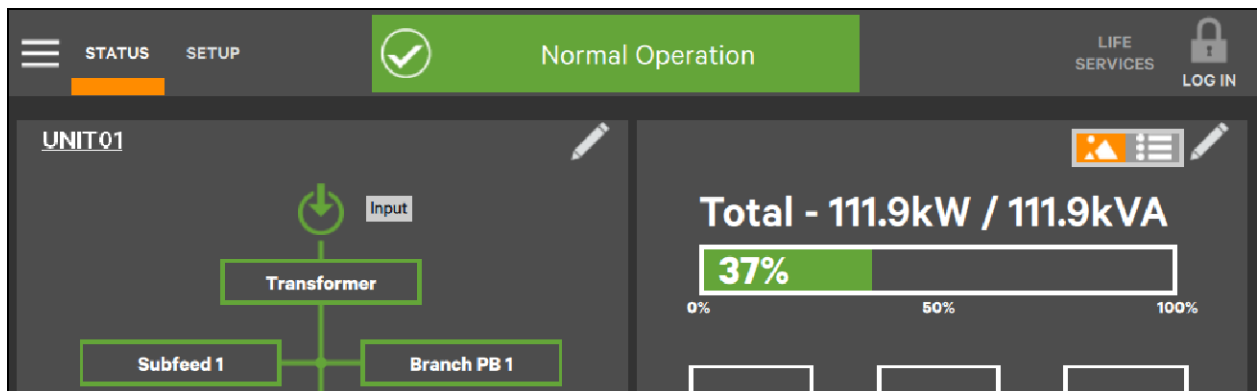 STATUS
SETUP
Normal Operation
LIFE
SERVICES
LOG IN
UNIT01
Input
Transformer
Subfeed 1
Branch PB 1
Total - 111.9kW / 111.9kVA
37%
0%
50%
100%